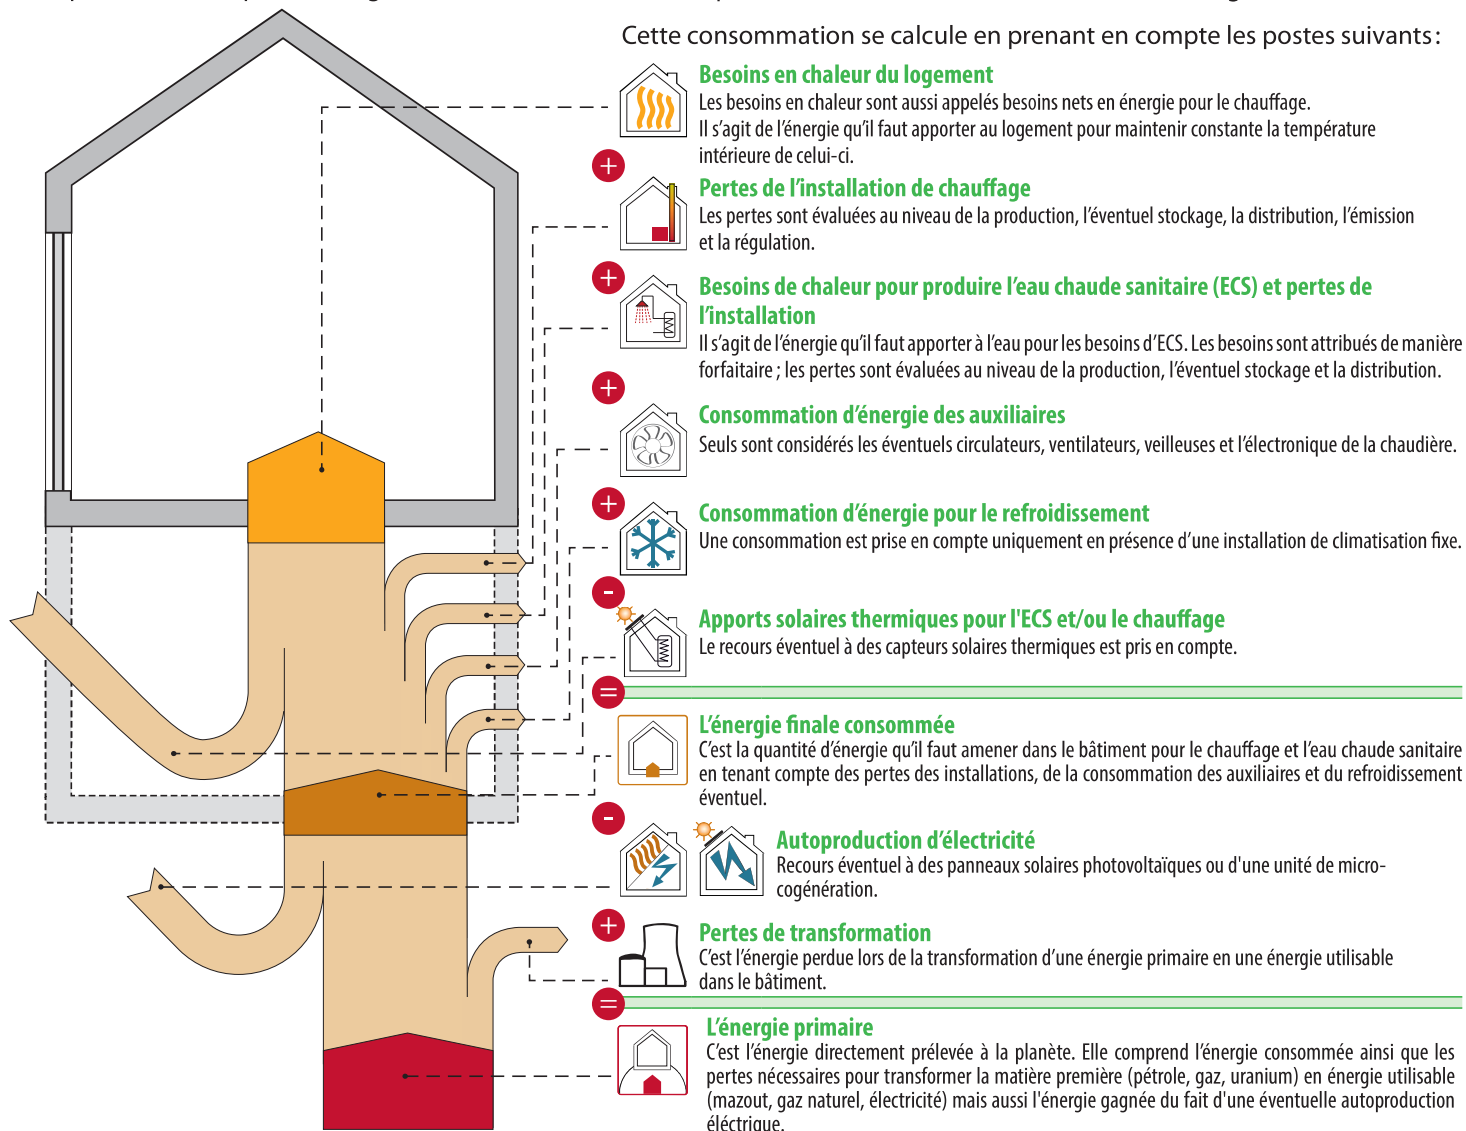 Cette consommation se calcule en prenant en compte les postes suivants :
Besoins en chaleur du logement
Les besoins en chaleur sont aussi appelés besoins nets en énergie pour le chauffage.
Il s’agit de l’énergie qu’il faut apporter au logement pour maintenir constante la température
intérieure de celui-ci.
+
Pertes de l’installation de chauffage
Les pertes sont évaluées au niveau de la production, l’éventuel stockage, la distribution, l’émission
et la régulation.
+
Besoins de chaleur pour produire l’eau chaude sanitaire (ECS) et pertes de
l’installation
Il s’agit de l’énergie qu’il faut apporter à l’eau pour les besoins d’ECS. Les besoins sont attribués de manière
forfaitaire ; les pertes sont évaluées au niveau de la production, l’éventuel stockage et la distribution.
+
Consommation d’énergie des auxiliaires
Seuls sont considérés les éventuels circulateurs, ventilateurs, veilleuses et l’électronique de la chaudière.
+
Consommation d’énergie pour le refroidissement
Une consommation est prise en compte uniquement en présence d’une installation de climatisation fixe.
-
Apports solaires thermiques pour l'ECS et/ou le chauffage
Le recours éventuel à des capteurs solaires thermiques est pris en compte.
=
L’énergie finale consommée
C’est la quantité d’énergie qu’il faut amener dans le bâtiment pour le chauffage et l’eau chaude sanitaire
en tenant compte des pertes des installations, de la consommation des auxiliaires et du refroidissement
éventuel.
-
Autoproduction d’électricité
Recours éventuel à des panneaux solaires photovoltaïques ou d'une unité de micro-
cogénération.
+
Pertes de transformation
C’est l’énergie perdue lors de la transformation d’une énergie primaire en une énergie utilisable
dans le bâtiment.
=
L’énergie primaire
C’est l’énergie directement prélevée à la planète. Elle comprend l’énergie consommée ainsi que les
pertes nécessaires pour transformer la matière première (pétrole, gaz, uranium) en énergie utilisable
(mazout, gaz naturel, électricité) mais aussi l'énergie gagnée du fait d'une éventuelle autoproduction
éléctrique.